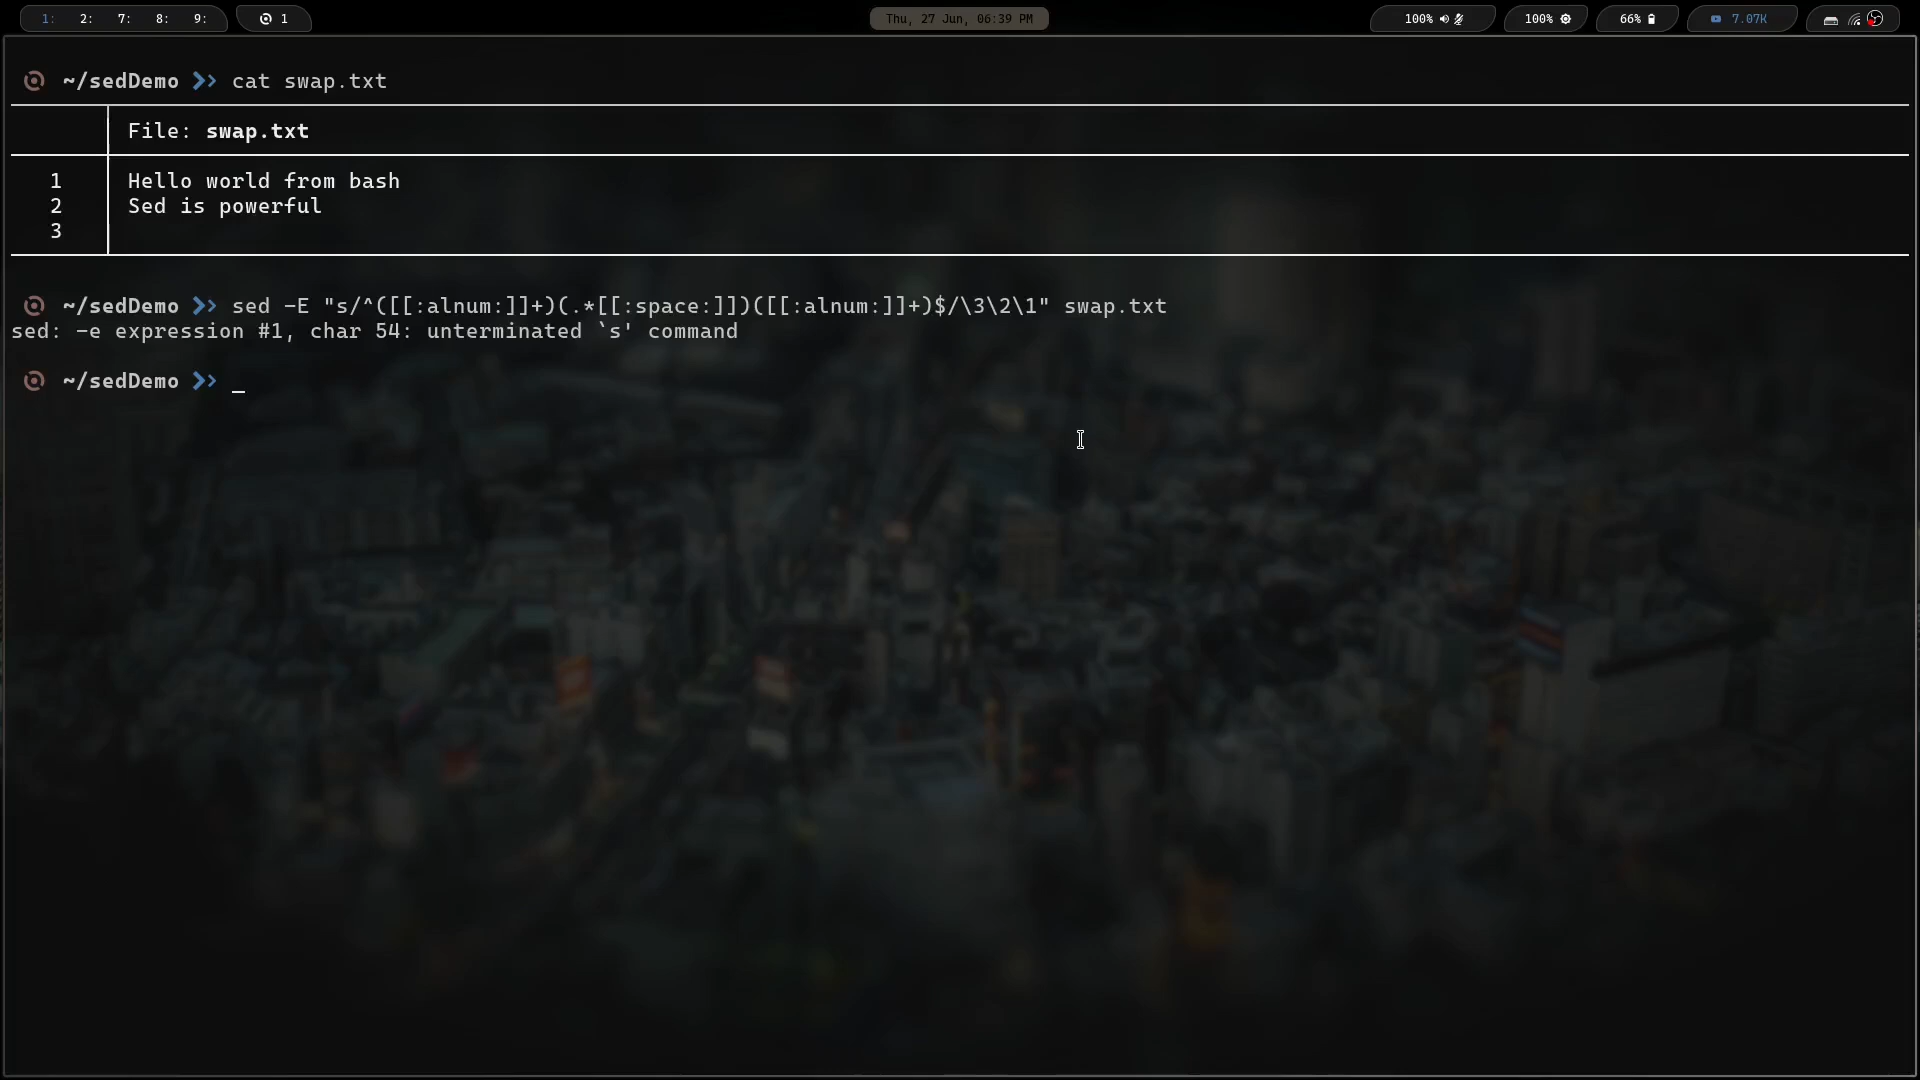 1: 2: 7: 8: 9: 1 Thu, 27 Jun, 06:39 PM 100% 100% 66% 7.07K
~/sedDemo cat swap.txt
File: swap.txt
1 Hello world from bash
2 Sed is powerful
3
~/sedDemo sed -E "s/^([[:alnum:]]+)(.*[[:space:]])([[:alnum:]]+)$/\3\2\1" swap.txt
sed: -e expression #1, char 54: unterminated `s' command
~/sedDemo _